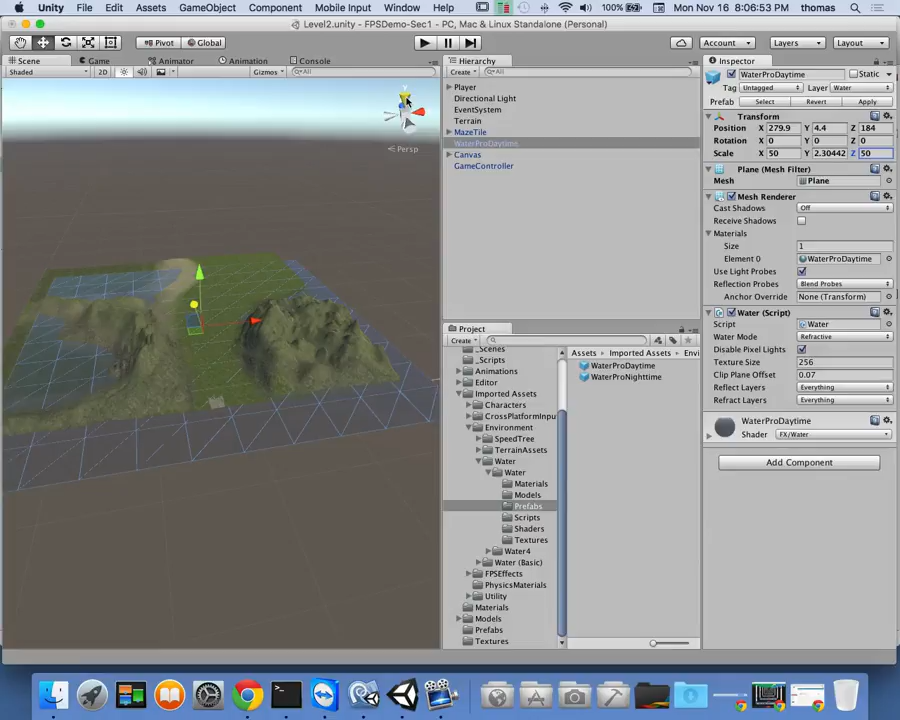 Unity File Edit Assets GameObject Component Mobile Input Window Help 100% Mon Nov 16 8:06:53 PM thomas
Level2.unity - FPSDemo-Sec1 - PC, Mac & Linux Standalone (Personal)
Pivot Global Account Layers Layout
Scene Game Animator Animation Console
Shaded 2D Gizmos All
y
Persp
Hierarchy
Create All
Player
Directional Light
EventSystem
Terrain
MazeTile
WaterProDaytime
Canvas
GameController
Project
Create
_Scenes
_Scripts
Animations
Editor
Imported Assets
Characters
CrossPlatformInpu
Environment
SpeedTree
TerrainAssets
Water
Water
Materials
Models
Prefabs
Scripts
Shaders
Textures
Water4
Water (Basic)
FPSEffects
PhysicsMaterials
Utility
Materials
Models
Prefabs
Textures
Assets Imported Assets Envi
WaterProDaytime
WaterProNighttime
Inspector
WaterProDaytime Static
Tag Untagged Layer Water
Prefab Select Revert Apply
Transform
Position X 279.9 Y 4.4 Z 184
Rotation X 0 Y 0 Z 0
Scale X 50 Y 2.30442 Z 50
Plane (Mesh Filter)
Mesh Plane
Mesh Renderer
Cast Shadows Off
Receive Shadows
Materials
Size 1
Element 0 WaterProDaytime
Use Light Probes
Reflection Probes Blend Probes
Anchor Override None (Transform)
Water (Script)
Script Water
Water Mode Refractive
Disable Pixel Lights
Texture Size 256
Clip Plane Offset 0.07
Reflect Layers Everything
Refract Layers Everything
WaterProDaytime
Shader FX/Water
Add Component